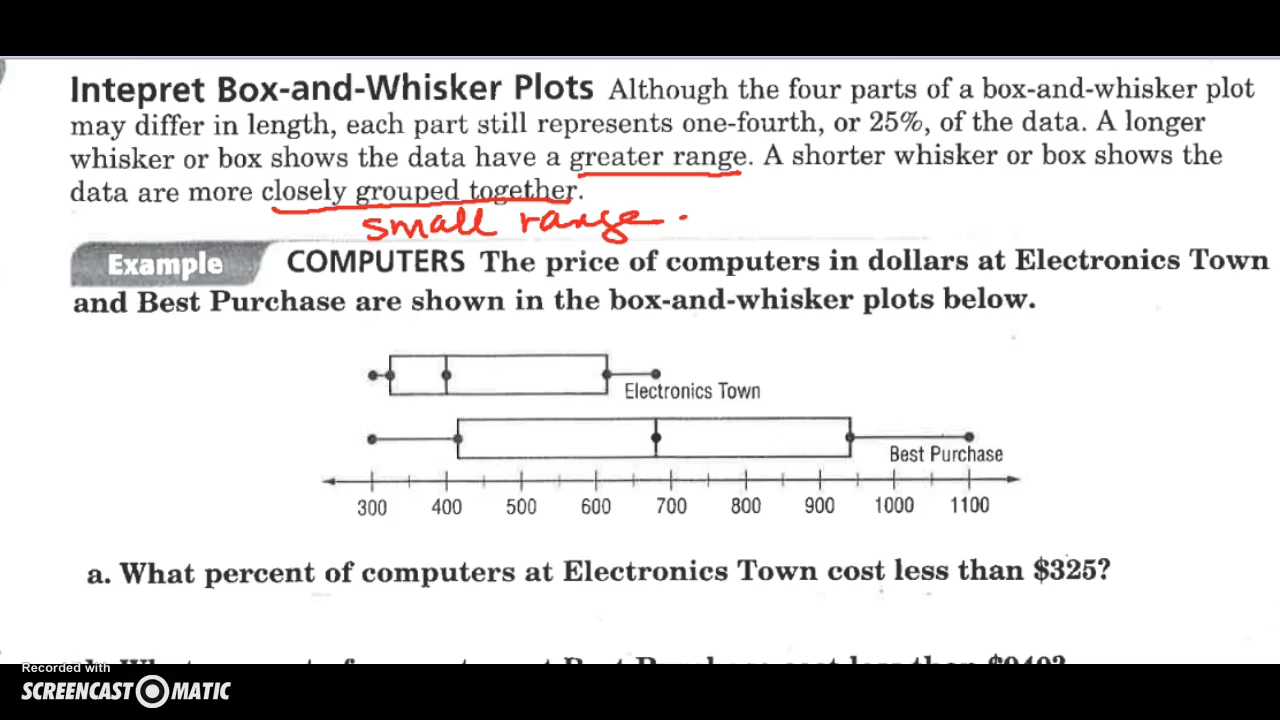 Intepret Box-and-Whisker Plots Although the four parts of a box-and-whisker plot
may differ in length, each part still represents one-fourth, or 25%, of the data. A longer
whisker or box shows the data have a greater range. A shorter whisker or box shows the
data are more closely grouped together.
small range.
Example COMPUTERS The price of computers in dollars at Electronics Town
and Best Purchase are shown in the box-and-whisker plots below.
Electronics Town
Best Purchase
300 400 500 600 700 800 900 1000 1100
a. What percent of computers at Electronics Town cost less than $325?
Recorded with
SCREENCAST MATIC